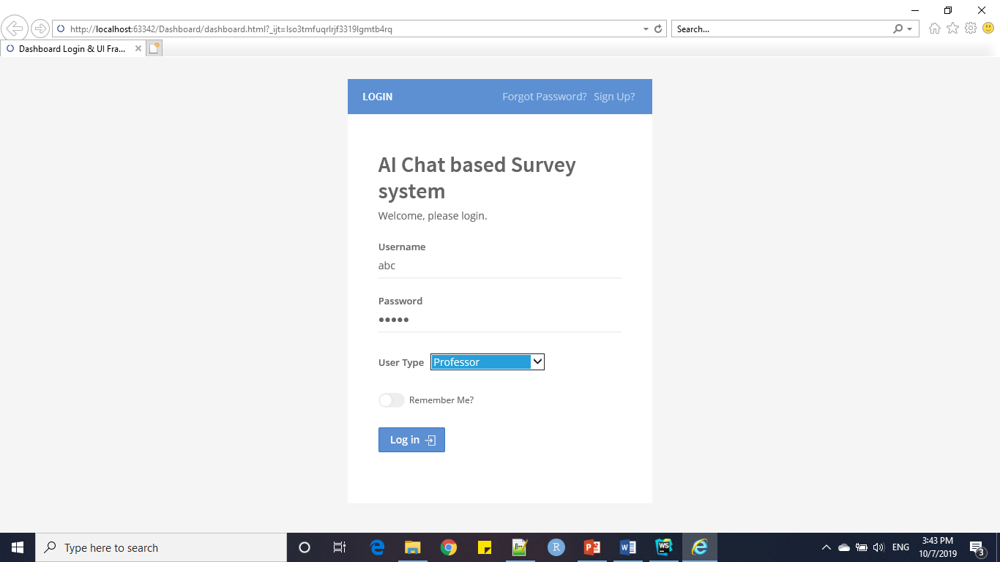 http://localhost:63342/Dashboard/dashboard.html?_ijt=lso3tmfuqrlrjf3319lgmtb4rq
Search...
Dashboard Login & UI Fra...
LOGIN
Forgot Password? Sign Up?
AI Chat based Survey
system
Welcome, please login.
Username
abc
Password
•••••
User Type Professor
Remember Me?
Log in
Type here to search
ENG
3:43 PM
10/7/2019
3